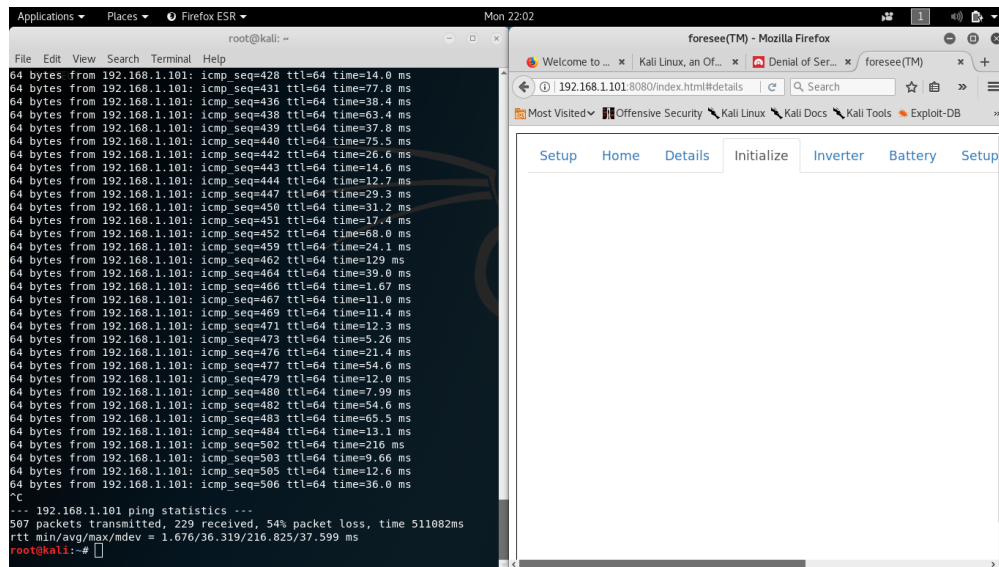 Applications ▾ Places ▾ Firefox ESR ▾ Mon 22:02 1
root@kali: ~
File Edit View Search Terminal Help
64 bytes from 192.168.1.101: icmp_seq=428 ttl=64 time=14.0 ms
64 bytes from 192.168.1.101: icmp_seq=431 ttl=64 time=77.8 ms
64 bytes from 192.168.1.101: icmp_seq=436 ttl=64 time=38.4 ms
64 bytes from 192.168.1.101: icmp_seq=438 ttl=64 time=63.4 ms
64 bytes from 192.168.1.101: icmp_seq=439 ttl=64 time=37.8 ms
64 bytes from 192.168.1.101: icmp_seq=440 ttl=64 time=75.5 ms
64 bytes from 192.168.1.101: icmp_seq=442 ttl=64 time=26.6 ms
64 bytes from 192.168.1.101: icmp_seq=443 ttl=64 time=14.6 ms
64 bytes from 192.168.1.101: icmp_seq=444 ttl=64 time=12.7 ms
64 bytes from 192.168.1.101: icmp_seq=447 ttl=64 time=29.3 ms
64 bytes from 192.168.1.101: icmp_seq=450 ttl=64 time=31.2 ms
64 bytes from 192.168.1.101: icmp_seq=451 ttl=64 time=17.4 ms
64 bytes from 192.168.1.101: icmp_seq=452 ttl=64 time=68.0 ms
64 bytes from 192.168.1.101: icmp_seq=459 ttl=64 time=24.1 ms
64 bytes from 192.168.1.101: icmp_seq=462 ttl=64 time=129 ms
64 bytes from 192.168.1.101: icmp_seq=464 ttl=64 time=39.0 ms
64 bytes from 192.168.1.101: icmp_seq=466 ttl=64 time=1.67 ms
64 bytes from 192.168.1.101: icmp_seq=467 ttl=64 time=11.0 ms
64 bytes from 192.168.1.101: icmp_seq=469 ttl=64 time=11.4 ms
64 bytes from 192.168.1.101: icmp_seq=471 ttl=64 time=12.3 ms
64 bytes from 192.168.1.101: icmp_seq=473 ttl=64 time=5.26 ms
64 bytes from 192.168.1.101: icmp_seq=476 ttl=64 time=21.4 ms
64 bytes from 192.168.1.101: icmp_seq=477 ttl=64 time=54.6 ms
64 bytes from 192.168.1.101: icmp_seq=479 ttl=64 time=12.0 ms
64 bytes from 192.168.1.101: icmp_seq=480 ttl=64 time=7.99 ms
64 bytes from 192.168.1.101: icmp_seq=482 ttl=64 time=54.6 ms
64 bytes from 192.168.1.101: icmp_seq=483 ttl=64 time=65.5 ms
64 bytes from 192.168.1.101: icmp_seq=484 ttl=64 time=13.1 ms
64 bytes from 192.168.1.101: icmp_seq=502 ttl=64 time=216 ms
64 bytes from 192.168.1.101: icmp_seq=503 ttl=64 time=9.66 ms
64 bytes from 192.168.1.101: icmp_seq=505 ttl=64 time=12.6 ms
64 bytes from 192.168.1.101: icmp_seq=506 ttl=64 time=36.0 ms
^C
--- 192.168.1.101 ping statistics ---
507 packets transmitted, 229 received, 54% packet loss, time 511082ms
rtt min/avg/max/mdev = 1.676/36.319/216.825/37.599 ms
root@kali:~#
foresee(TM) - Mozilla Firefox
Welcome to ... Kali Linux, an Of... Denial of Ser... foresee(TM)
192.168.1.101:8080/index.html#details Search
Most Visited Offensive Security Kali Linux Kali Docs Kali Tools Exploit-DB
Setup Home Details Initialize Inverter Battery Setup